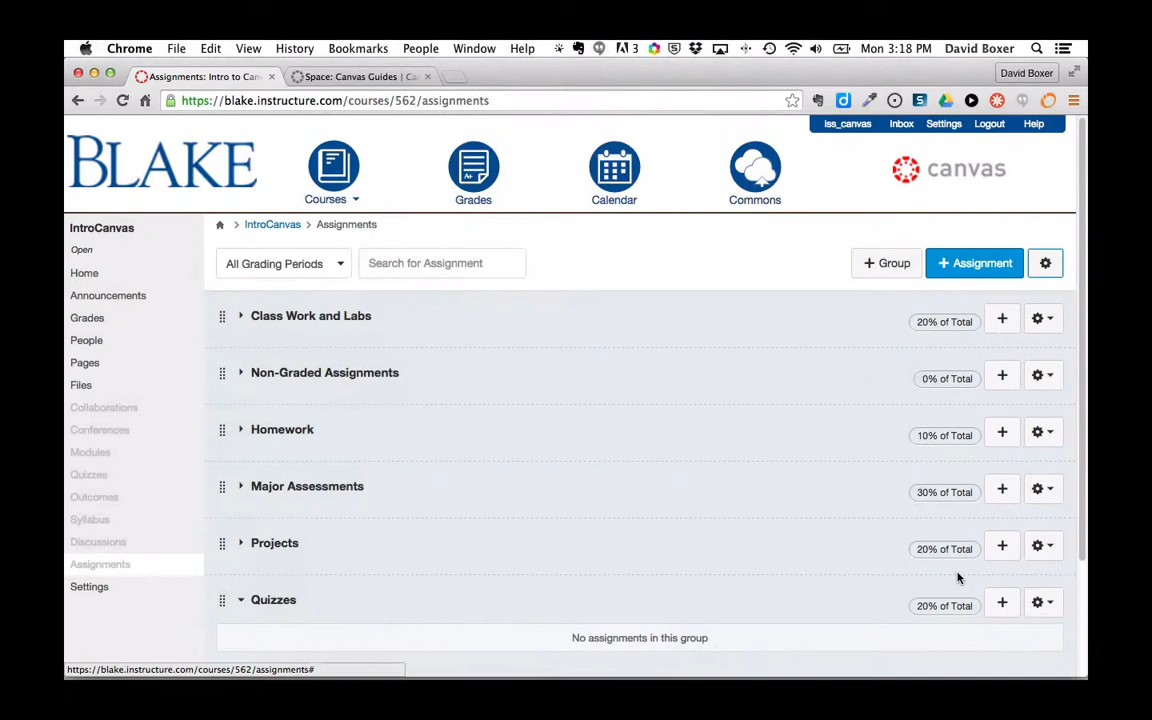 Chrome File Edit View History Bookmarks People Window Help 3 Mon 3:18 PM David Boxer
Assignments: Intro to Can × Space: Canvas Guides | Ca × David Boxer
https://blake.instructure.com/courses/562/assignments
iss_canvas Inbox Settings Logout Help
BLAKE Courses Grades Calendar Commons canvas
IntroCanvas
IntroCanvas > Assignments
Open
Home
Announcements
Grades
People
Pages
Files
Collaborations
Conferences
Modules
Quizzes
Outcomes
Syllabus
Discussions
Assignments
Settings
All Grading Periods Search for Assignment + Group + Assignment
Class Work and Labs 20% of Total +
Non-Graded Assignments 0% of Total +
Homework 10% of Total +
Major Assessments 30% of Total +
Projects 20% of Total +
Quizzes 20% of Total +
No assignments in this group
https://blake.instructure.com/courses/562/assignments#